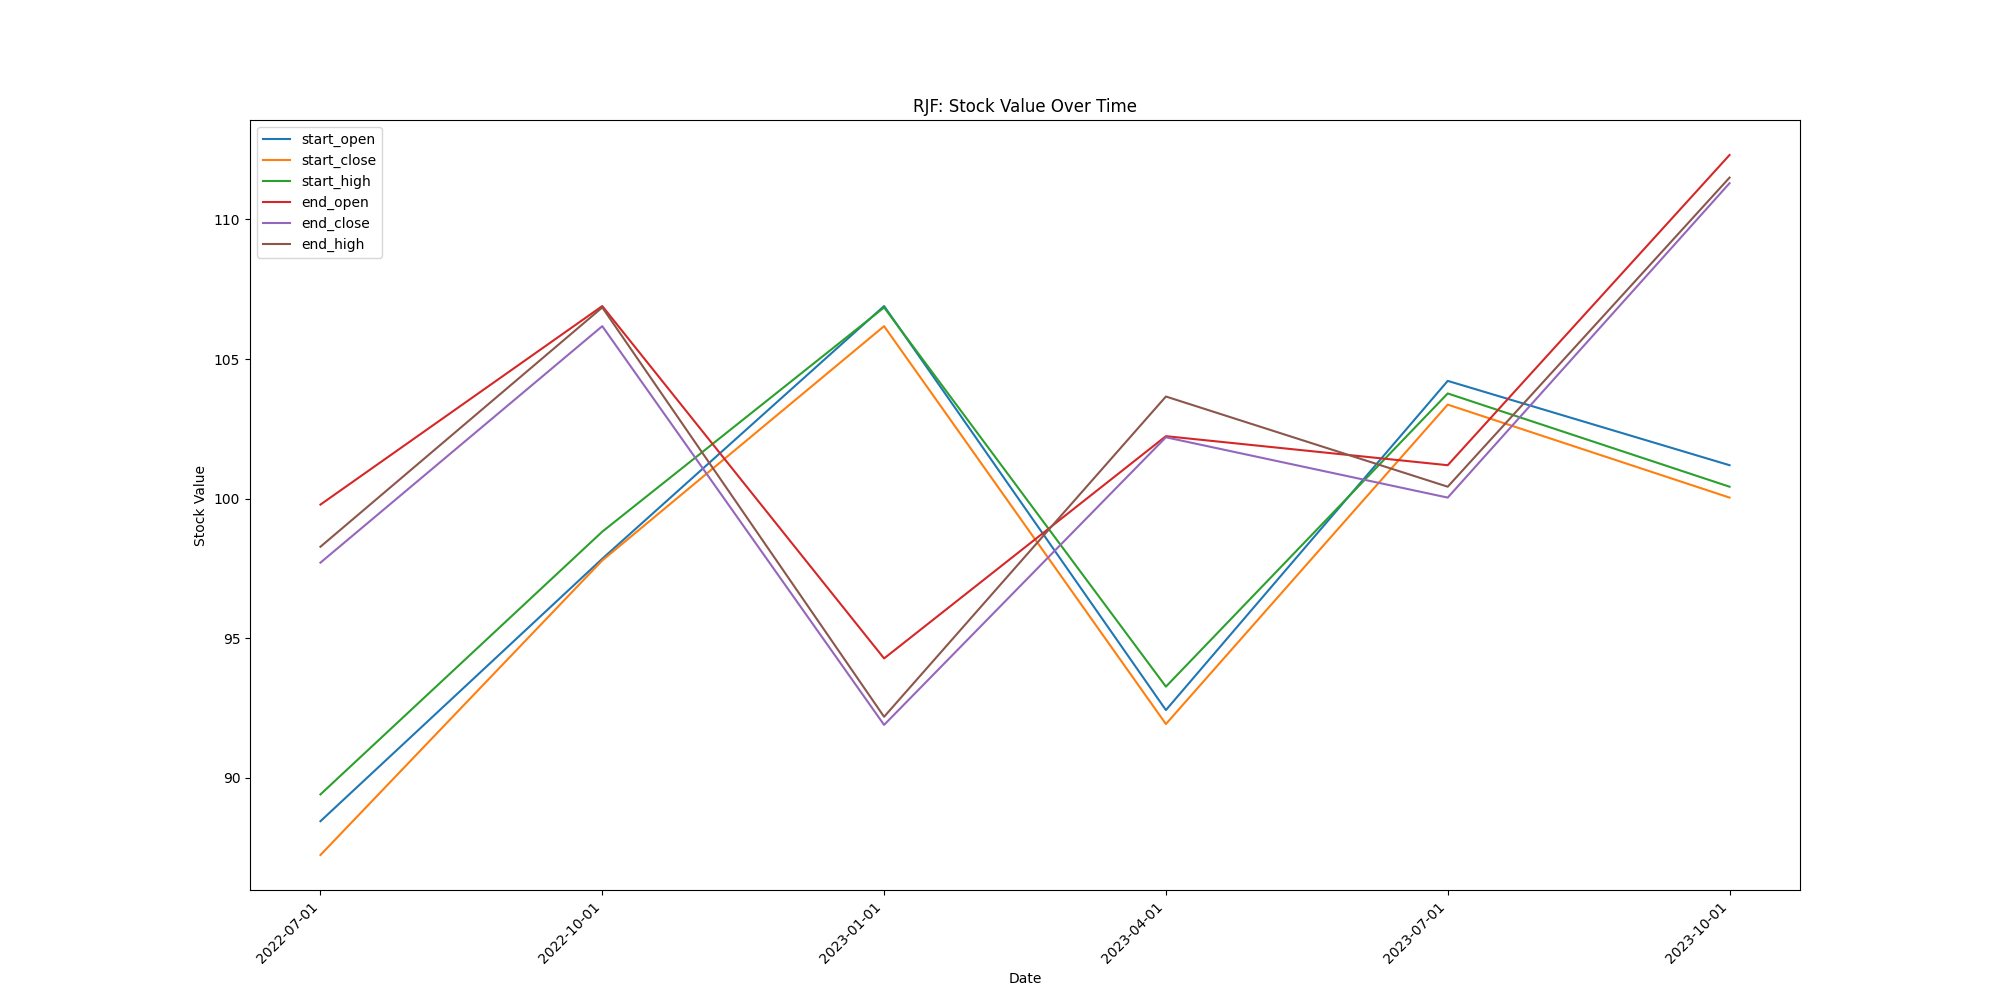 RJF: Stock Value Over Time
start_open
start_close
start_high
end_open
end_close
end_high
Stock Value
110
105
100
95
90
2022-07-01
2022-10-01
2023-01-01
2023-04-01
2023-07-01
2023-10-01
Date